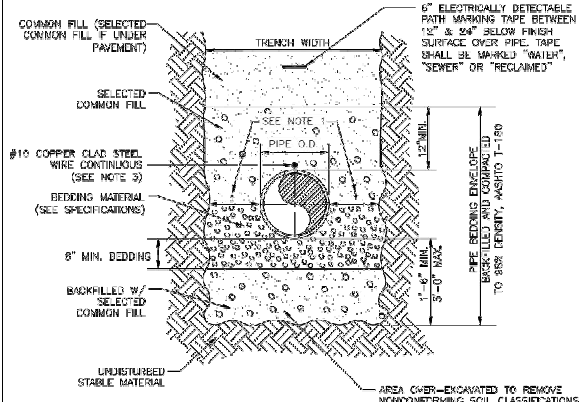 COMMON FILL (SELECTED
COMMON FILL IF UNDER
PAVEMENT)
TRENCH WIDTH
6" ELECTRICALLY DETECTABLE
PATH MARKING TAPE BETWEEN
12" & 24" BELOW FINISH
SURFACE OVER PIPE. TAPE
SHALL BE MARKED "WATER",
"SEWER" OR "RECLAIMED"
SELECTED
COMMON FILL
SEE NOTE 1
PIPE O.D.
12"MIN.
#10 COPPER CLAD STEEL
WIRE CONTINUOUS
(SEE NOTE 3)
BEDDING MATERIAL
(SEE SPECIFICATIONS)
6" MIN. BEDDING
1'-6" MIN.
5'-0" MAX.
PIPE BEDDING ENVELOPE
BACKFILLED AND COMPACTED
TO 98% DENSITY, AASHTO T-180
BACKFILLED W/
SELECTED
COMMON FILL
UNDISTURBED
STABLE MATERIAL
AREA OVER-EXCAVATED TO REMOVE
NONCONFORMING SOIL CLASSIFICATIONS